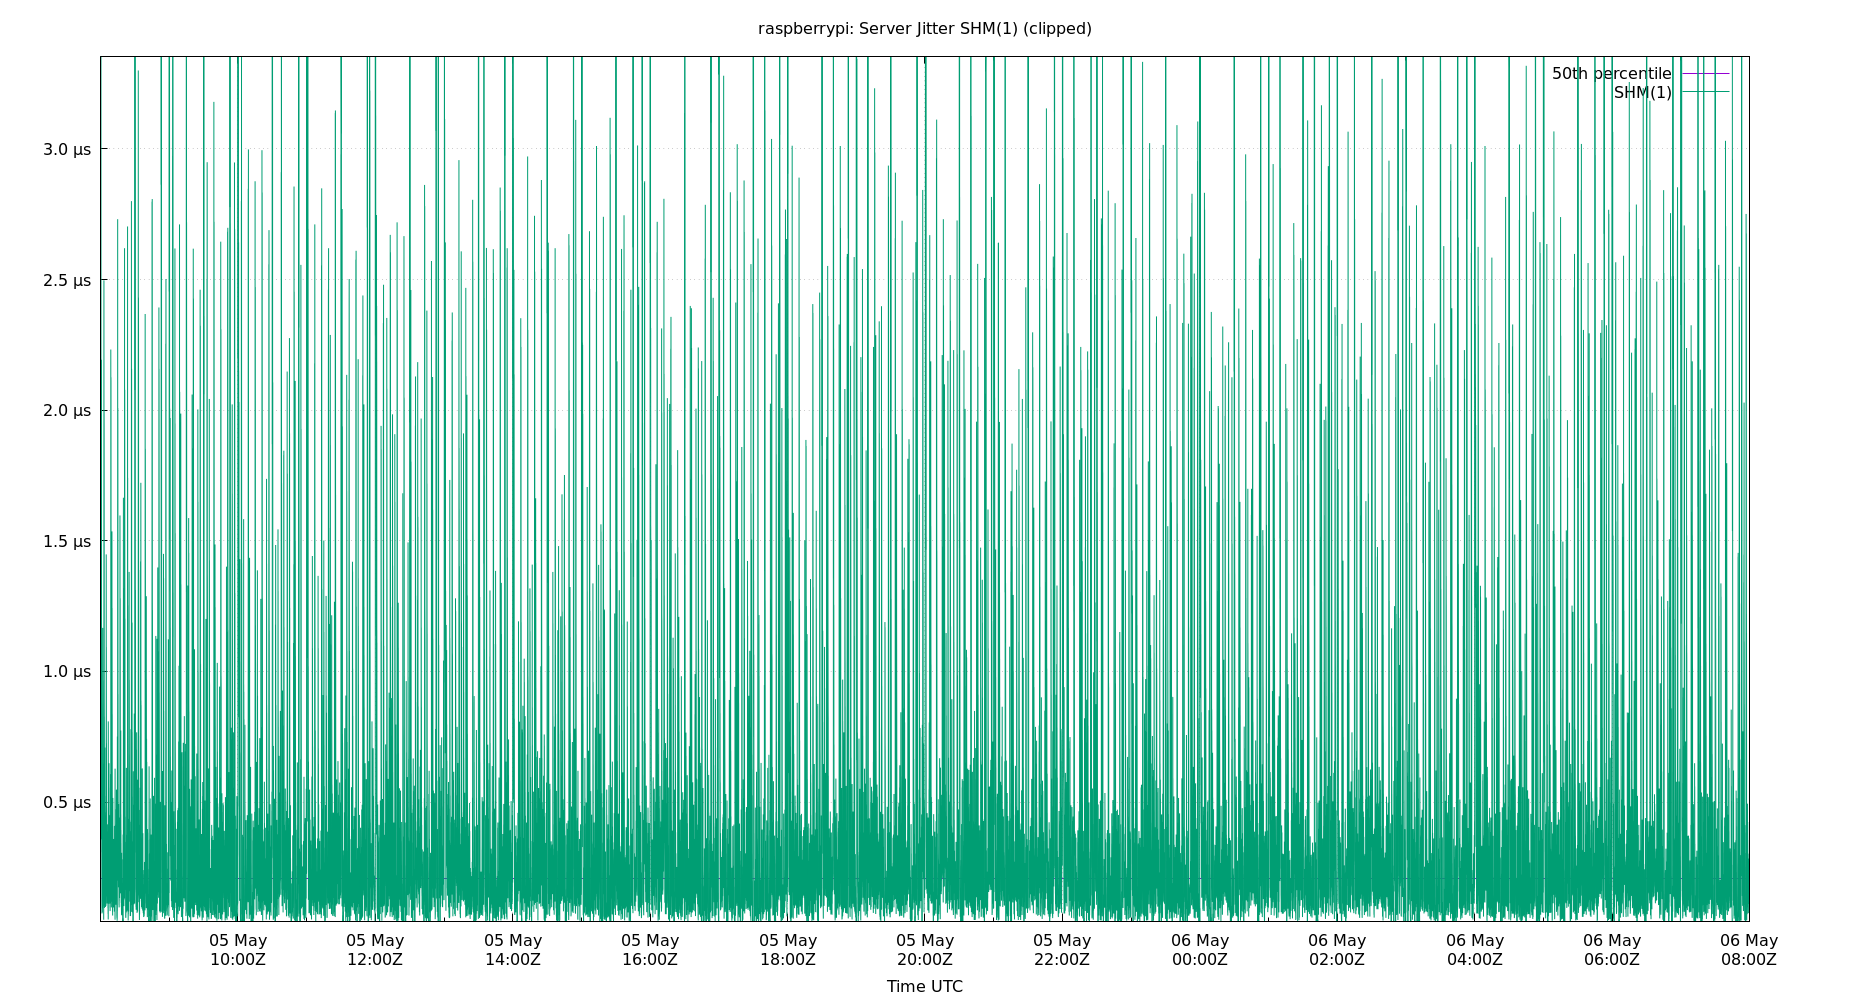 raspberrypi: Server Jitter SHM(1) (clipped)
50th percentile
SHM(1)
3.0 µs
2.5 µs
2.0 µs
1.5 µs
1.0 µs
0.5 µs
05 May 05 May 05 May 05 May 05 May 05 May 05 May 06 May 06 May 06 May 06 May 06 May
10:00Z 12:00Z 14:00Z 16:00Z 18:00Z 20:00Z 22:00Z 00:00Z 02:00Z 04:00Z 06:00Z 08:00Z
Time UTC